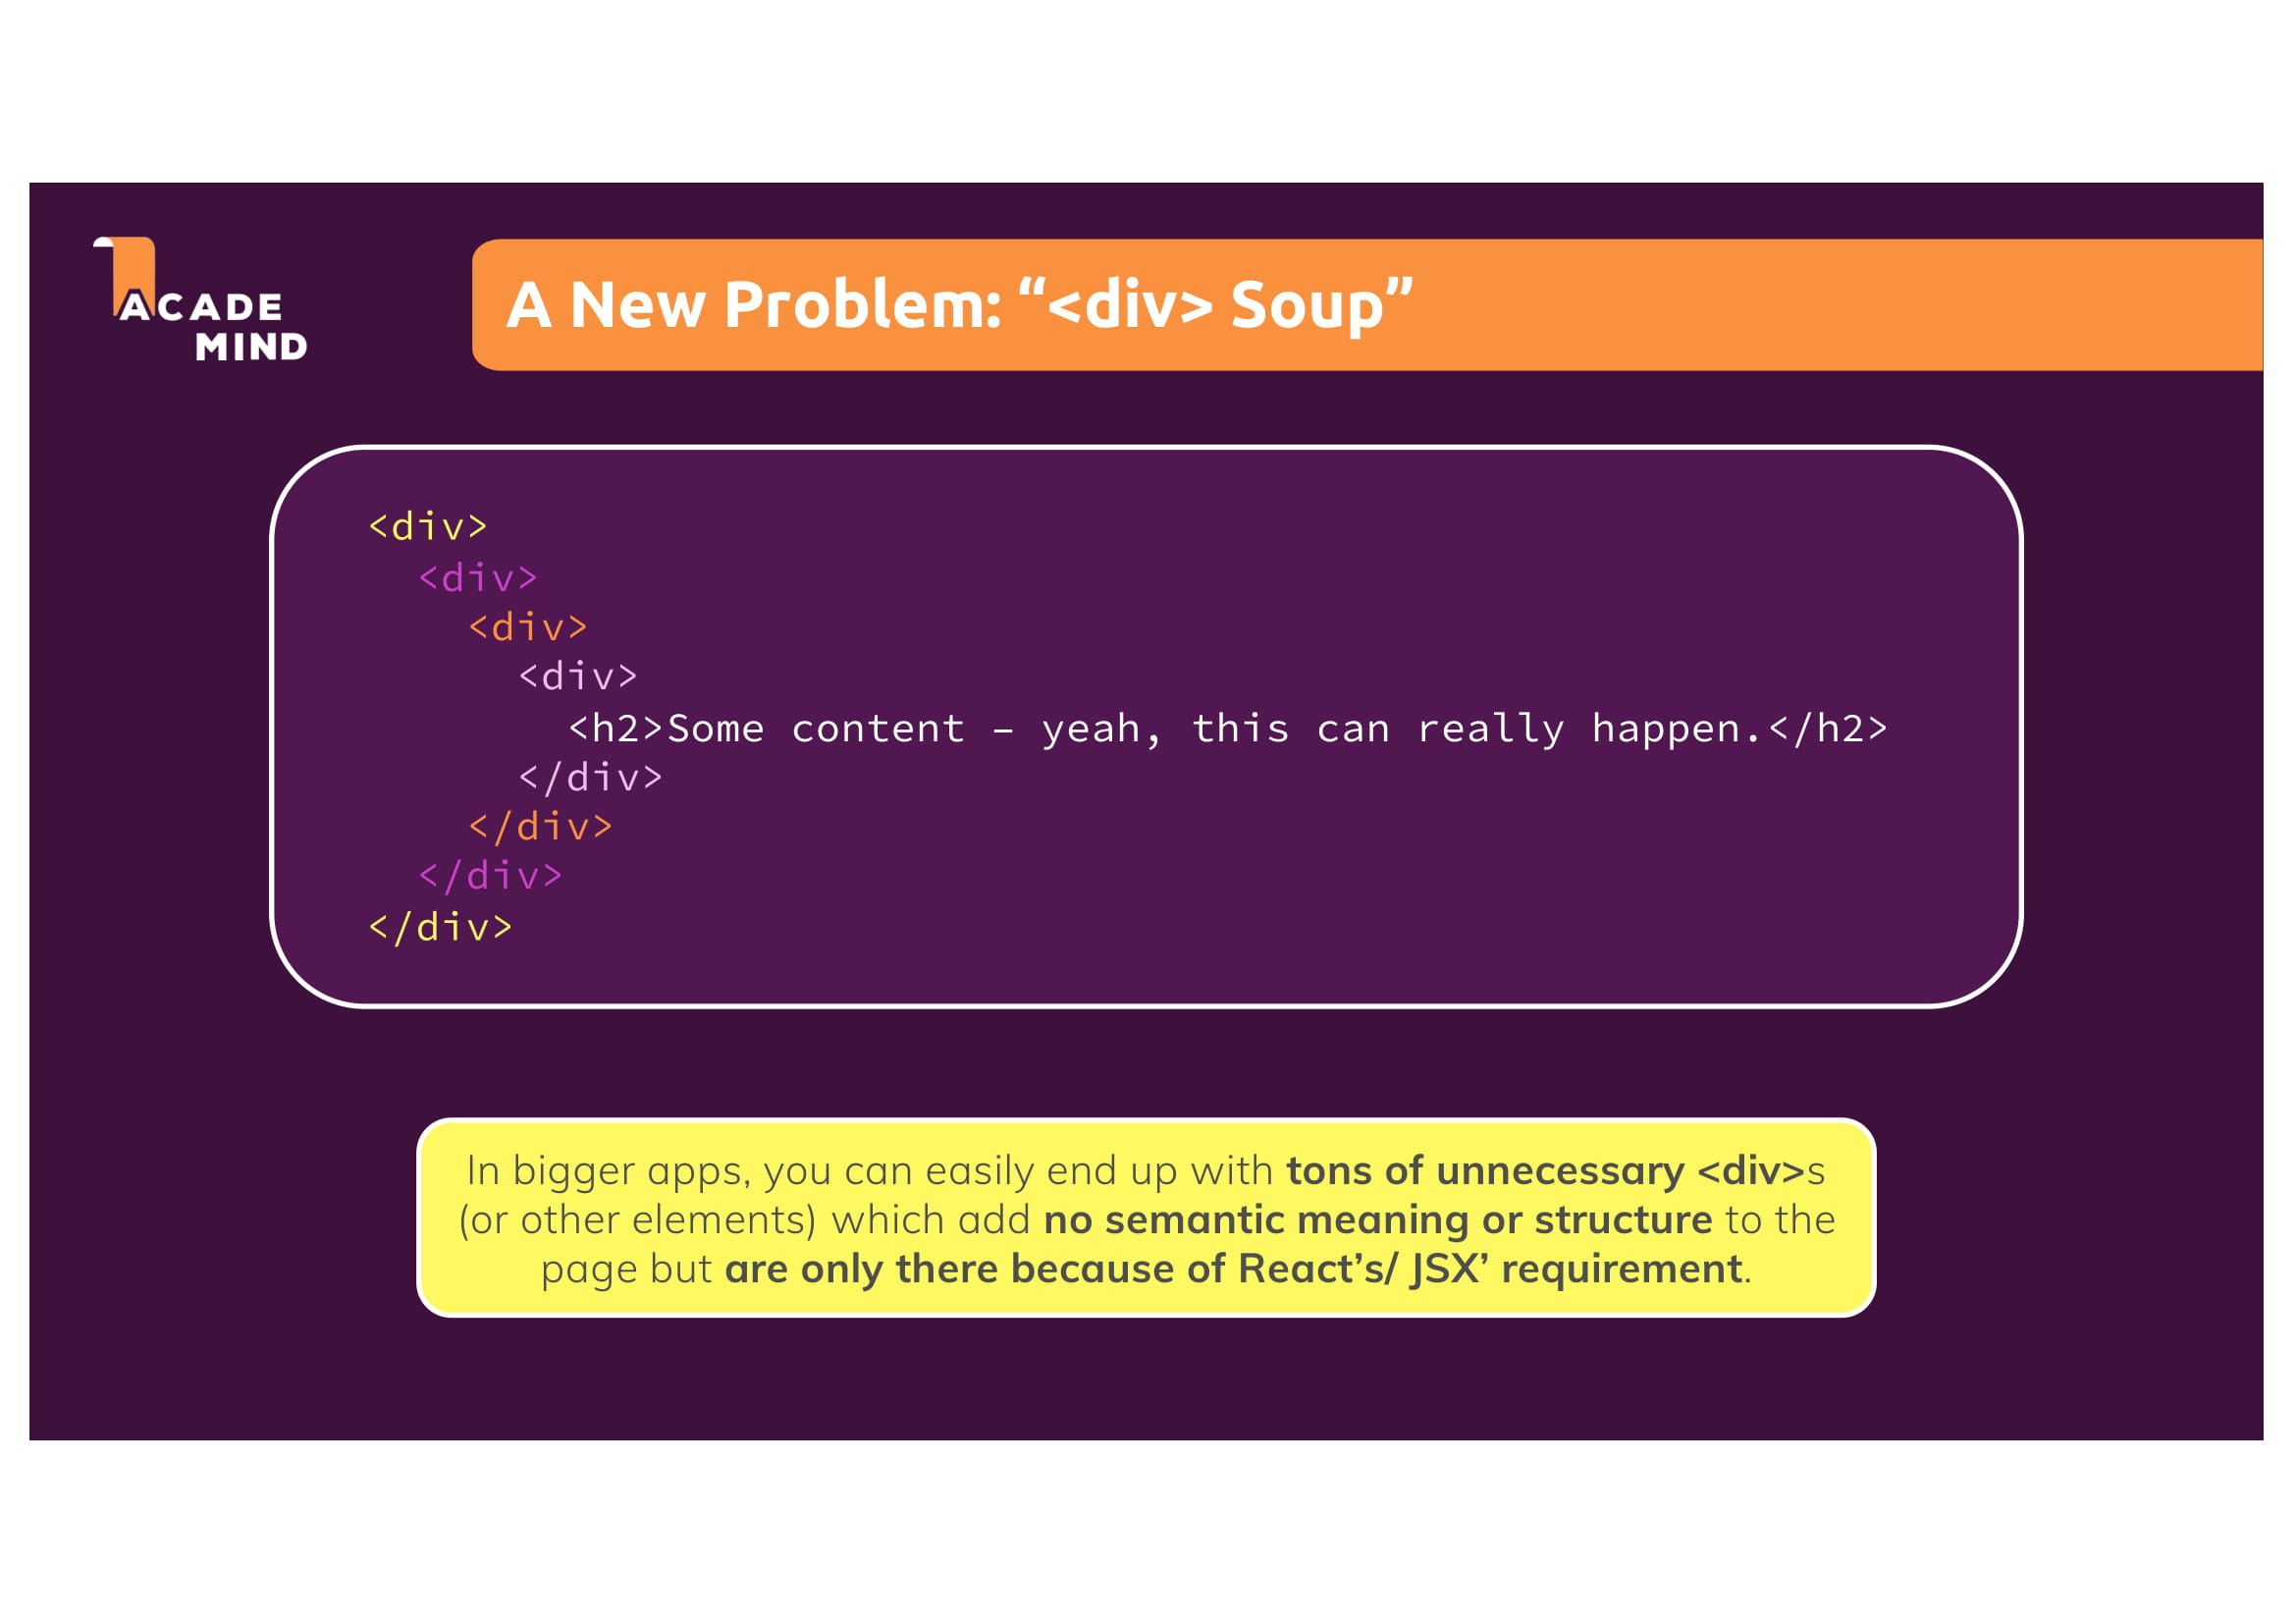 ACADE
MIND
A New Problem: “<div> Soup”
<div>
<div>
<div>
<div>
<h2>Some content – yeah, this can really happen.</h2>
</div>
</div>
</div>
</div>
In bigger apps, you can easily end up with tons of unnecessary <div>s
(or other elements) which add no semantic meaning or structure to the
page but are only there because of React’s/ JSX’ requirement.